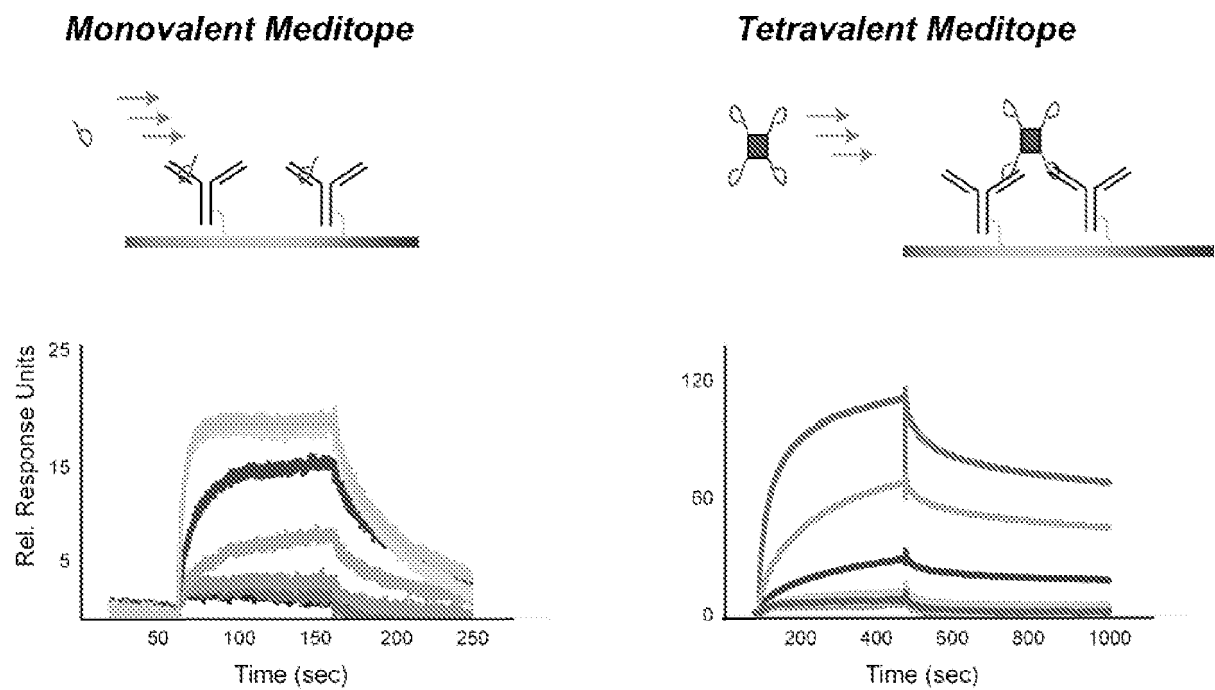 Monovalent Meditope
Tetravalent Meditope
Rel. Response Units
25
15
5
50 100 150 200 250
Time (sec)
120
60
0
200 400 600 800 1000
Time (sec)